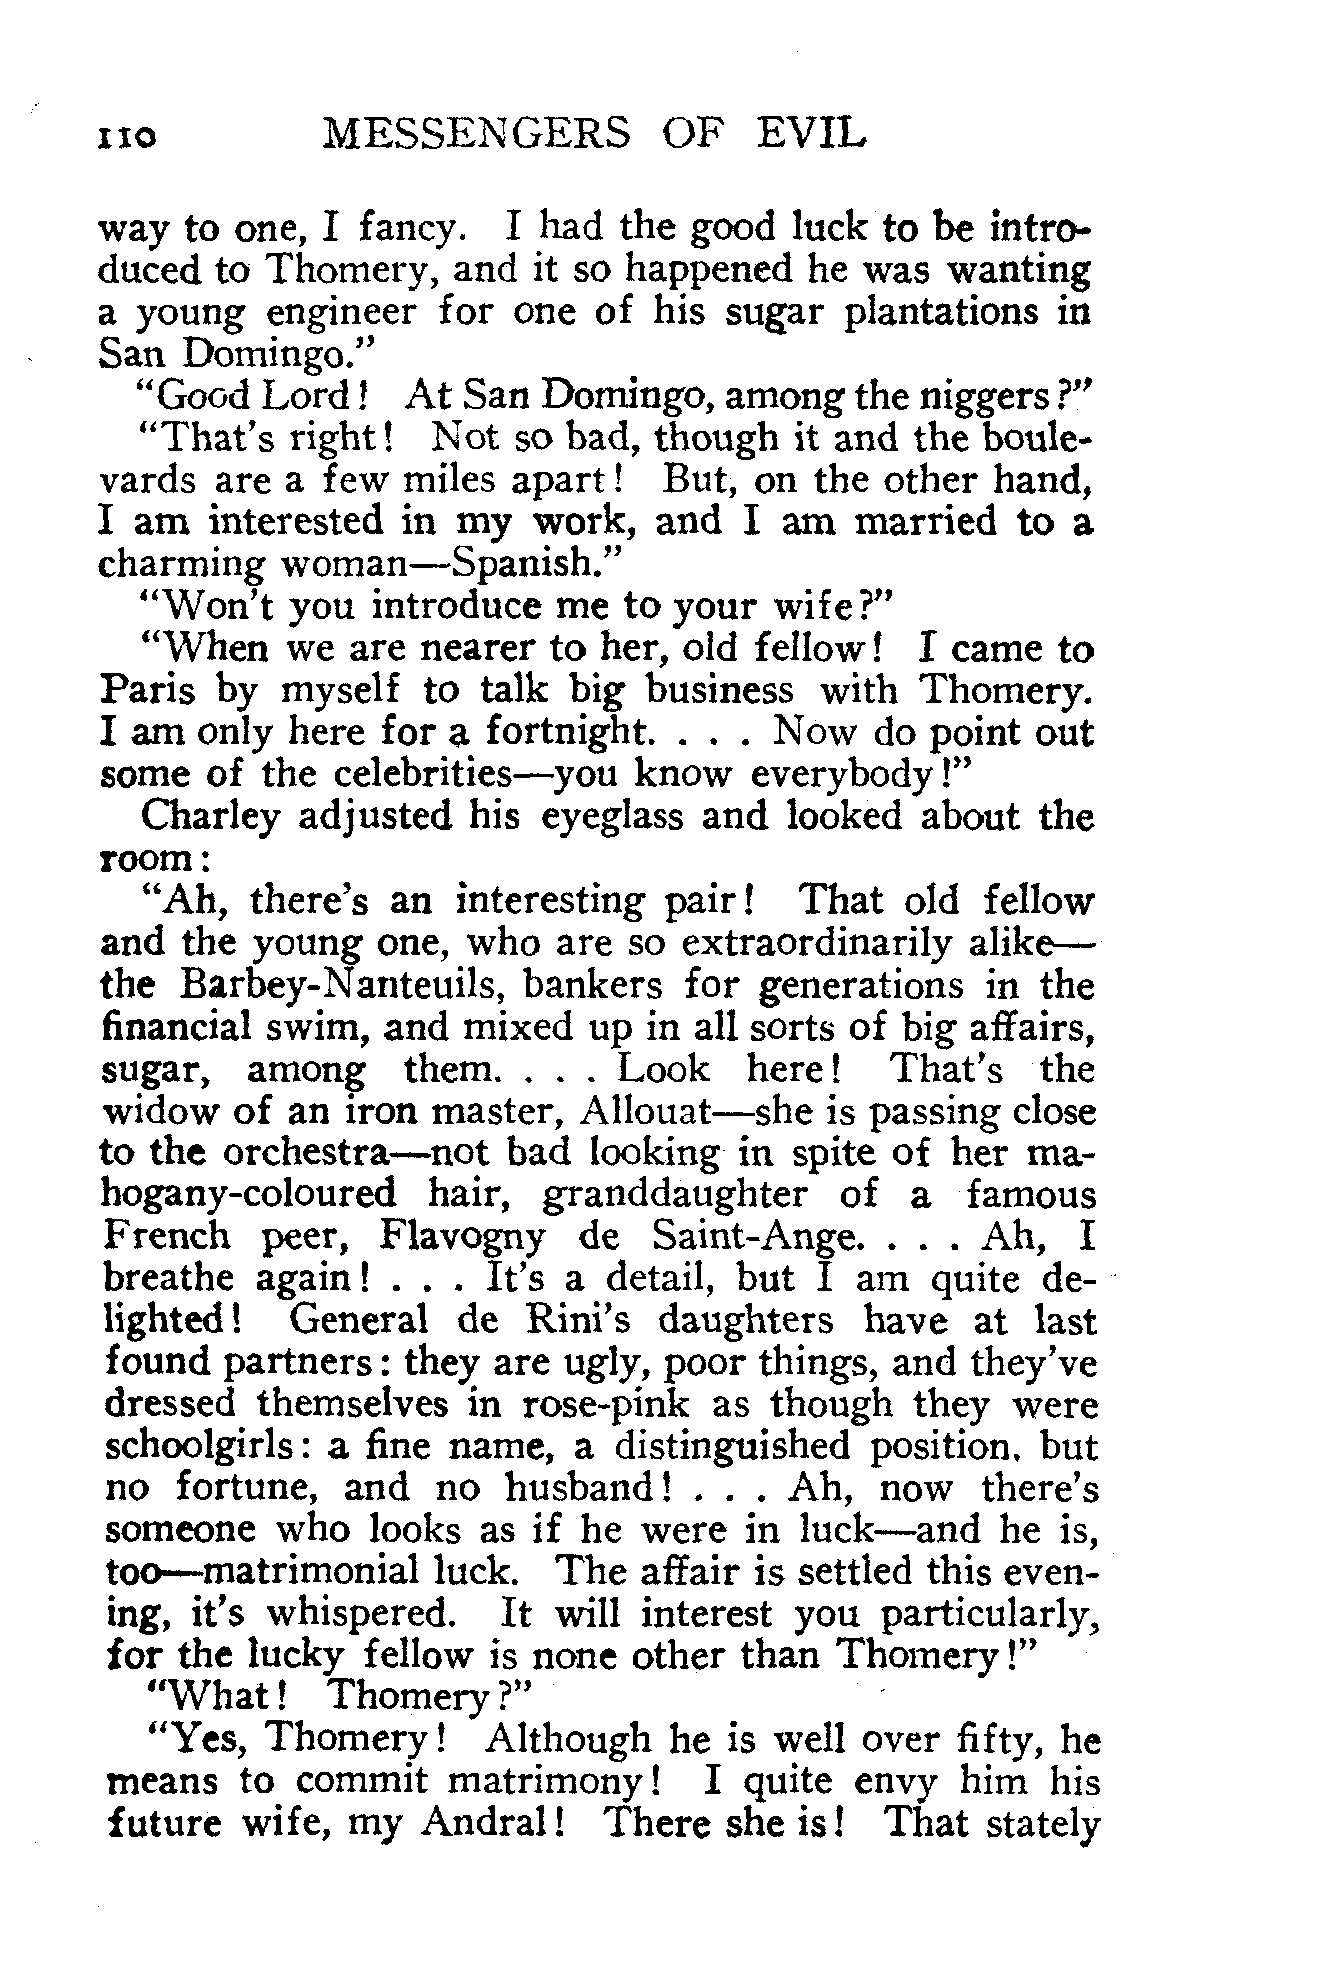 110 MESSENGERS OF EVIL
way to one, I fancy. I had the good luck to be intro-
duced to Thomery, and it so happened he was wanting
a young engineer for one of his sugar plantations in
San Domingo."
"Good Lord! At San Domingo, among the niggers?"
"That's right! Not so bad, though it and the boule-
vards are a few miles apart! But, on the other hand,
I am interested in my work, and I am married to a
charming woman—Spanish."
"Won't you introduce me to your wife?"
"When we are nearer to her, old fellow! I came to
Paris by myself to talk big business with Thomery.
I am only here for a fortnight. . . . Now do point out
some of the celebrities—you know everybody!"
Charley adjusted his eyeglass and looked about the
room:
"Ah, there's an interesting pair! That old fellow
and the young one, who are so extraordinarily alike—
the Barbey-Nanteuils, bankers for generations in the
financial swim, and mixed up in all sorts of big affairs,
sugar, among them. . . . Look here! That's the
widow of an iron master, Allouat—she is passing close
to the orchestra—not bad looking in spite of her ma-
hogany-coloured hair, granddaughter of a famous
French peer, Flavogny de Saint-Ange. . . . Ah, I
breathe again! . . . It's a detail, but I am quite de-
lighted! General de Rini's daughters have at last
found partners: they are ugly, poor things, and they've
dressed themselves in rose-pink as though they were
schoolgirls: a fine name, a distinguished position, but
no fortune, and no husband! . . . Ah, now there's
someone who looks as if he were in luck—and he is,
too—matrimonial luck. The affair is settled this even-
ing, it's whispered. It will interest you particularly,
for the lucky fellow is none other than Thomery!"
"What! Thomery?"
"Yes, Thomery! Although he is well over fifty, he
means to commit matrimony! I quite envy him his
future wife, my Andral! There she is! That stately